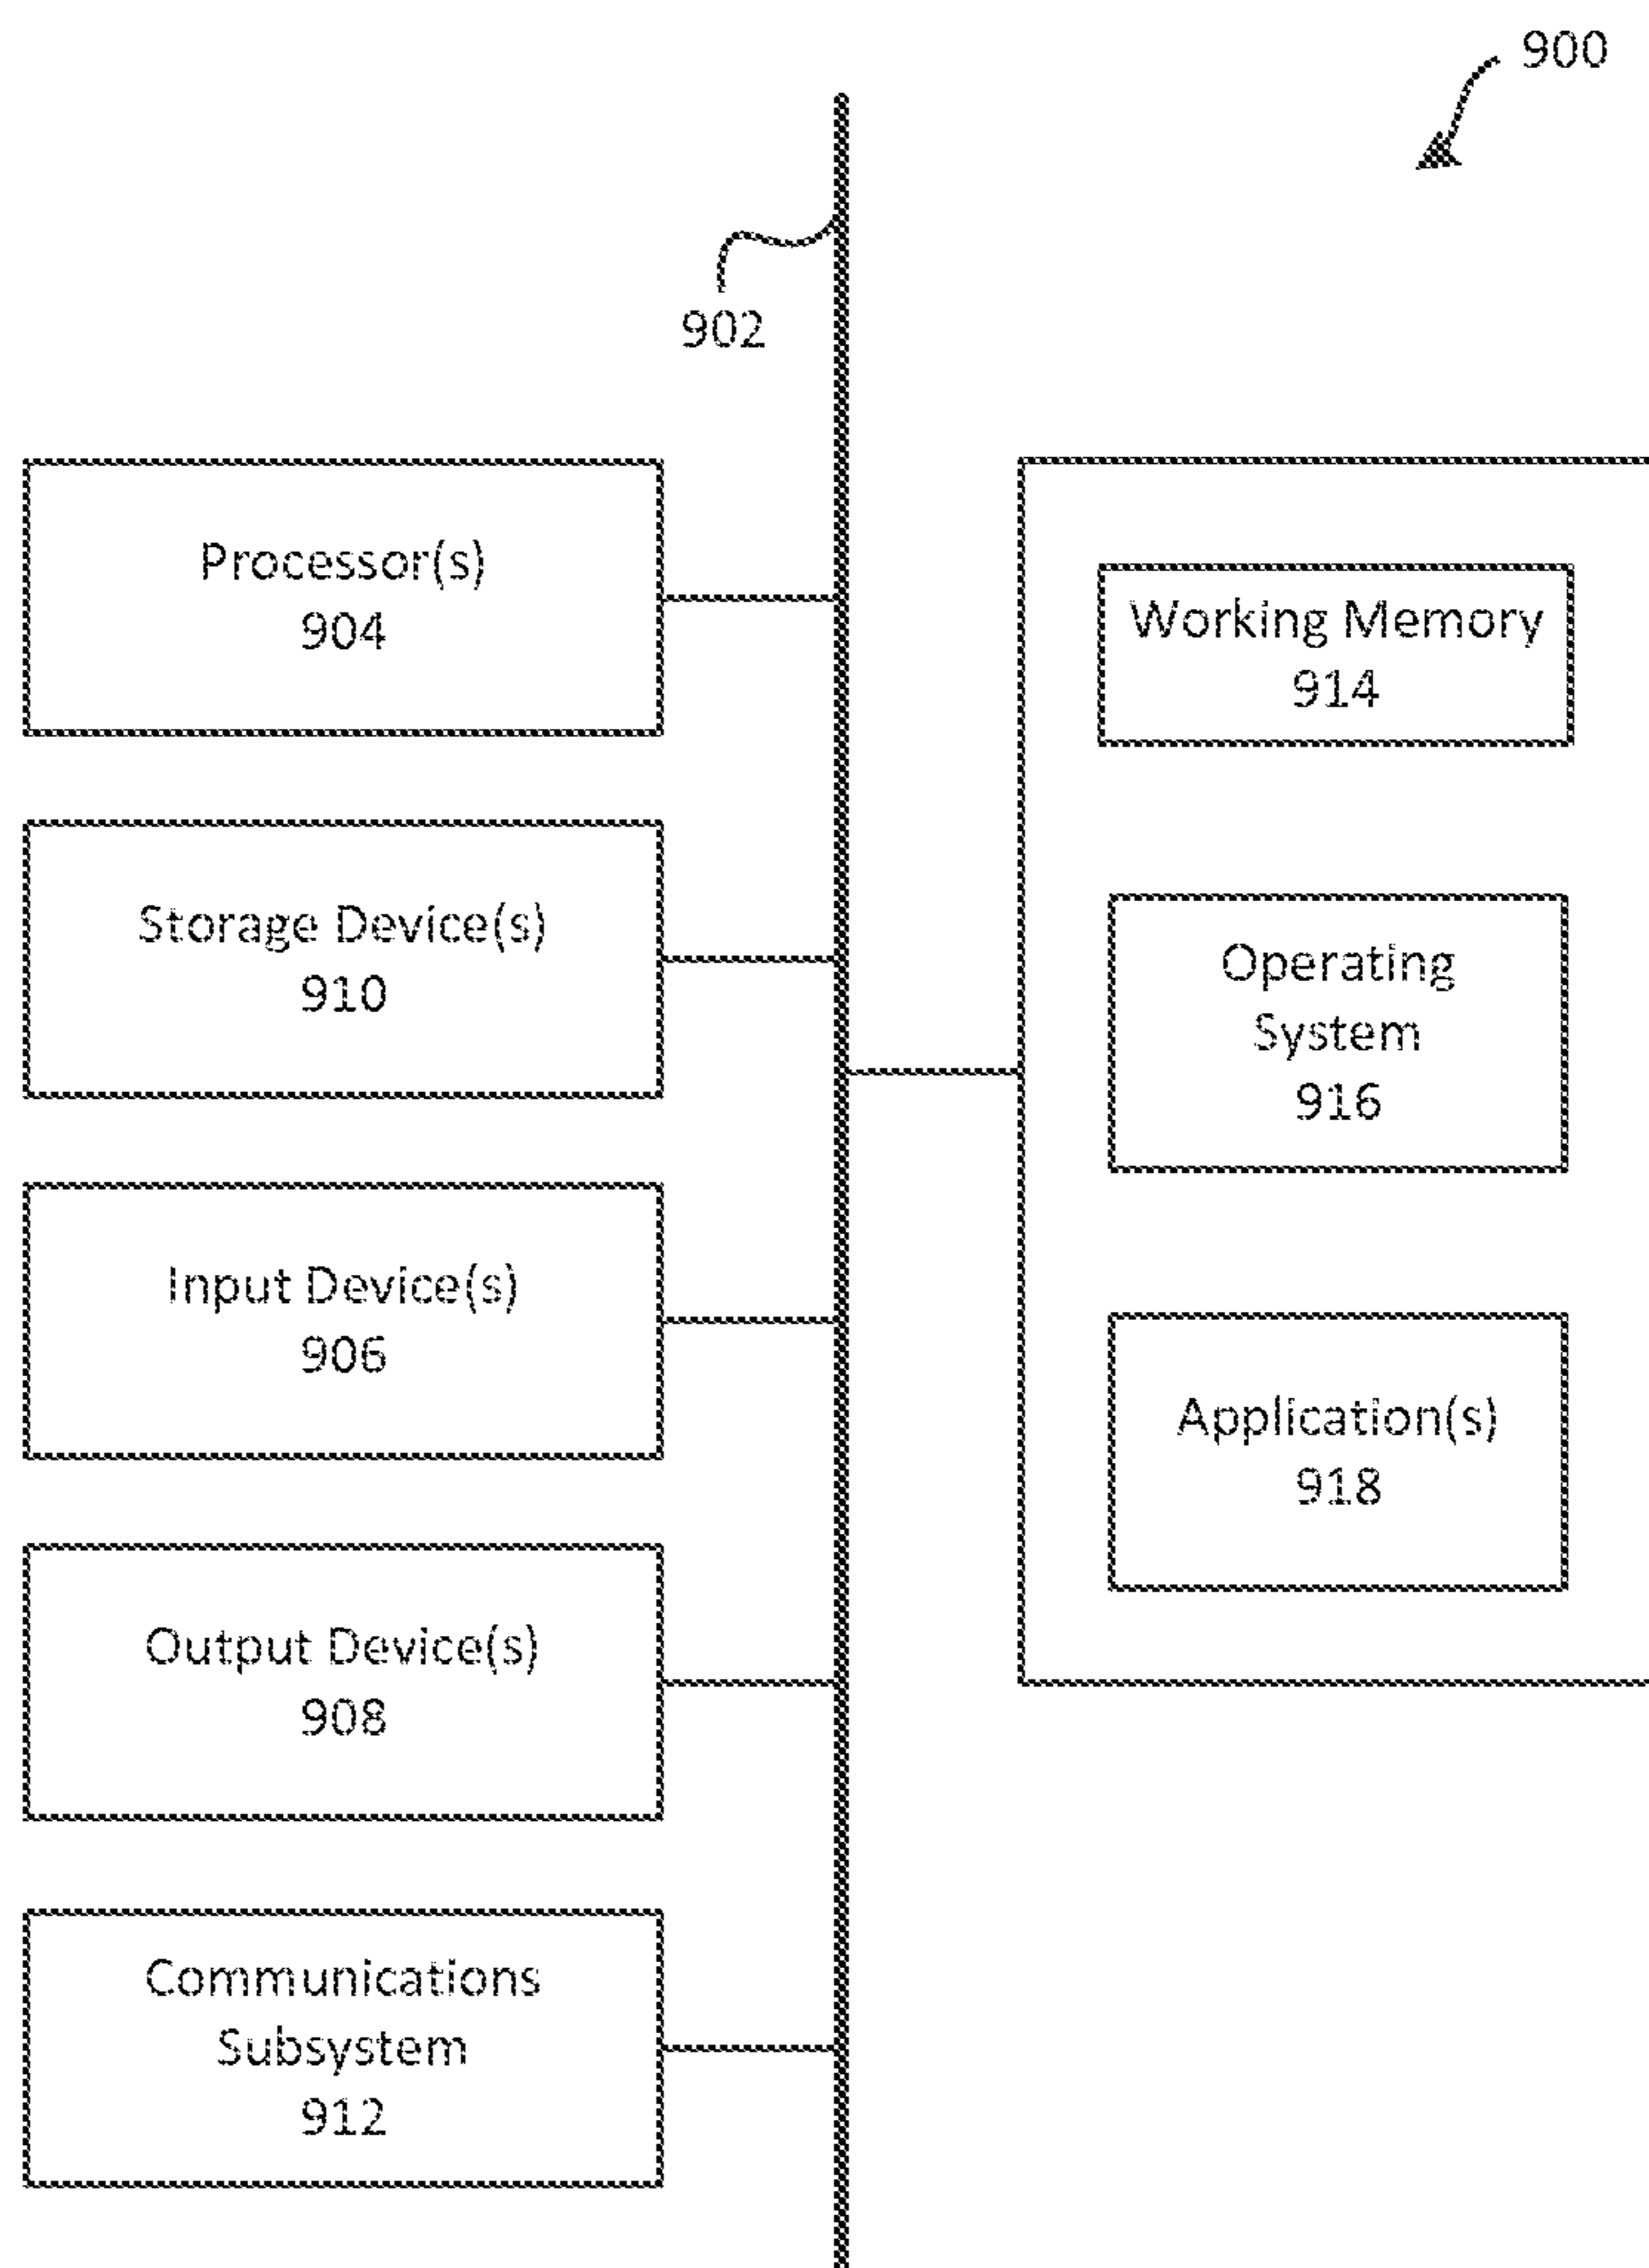 900
902
Processor(s)
904
Storage Device(s)
910
Input Device(s)
906
Output Device(s)
908
Communications
Subsystem
912
Working Memory
914
Operating
System
916
Application(s)
918